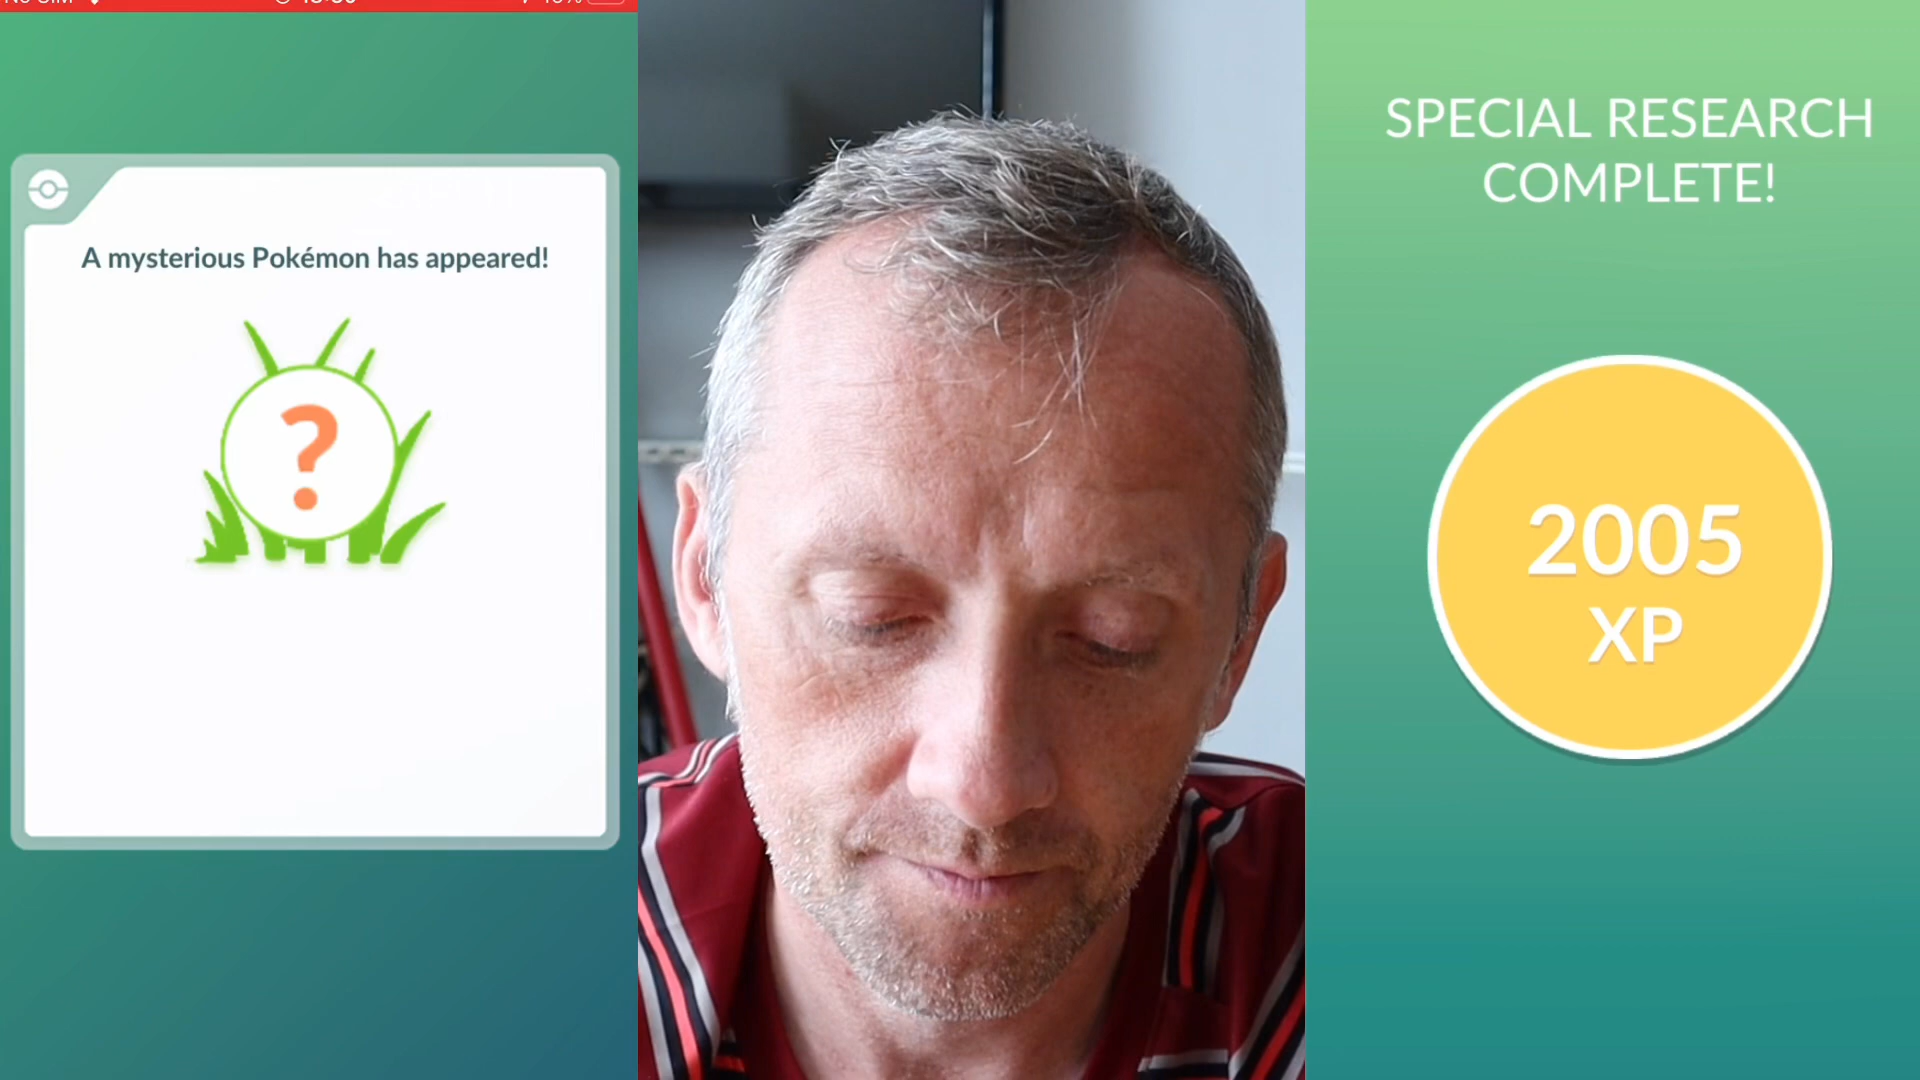 A mysterious Pokémon has appeared!
?
SPECIAL RESEARCH
COMPLETE!
2005
XP